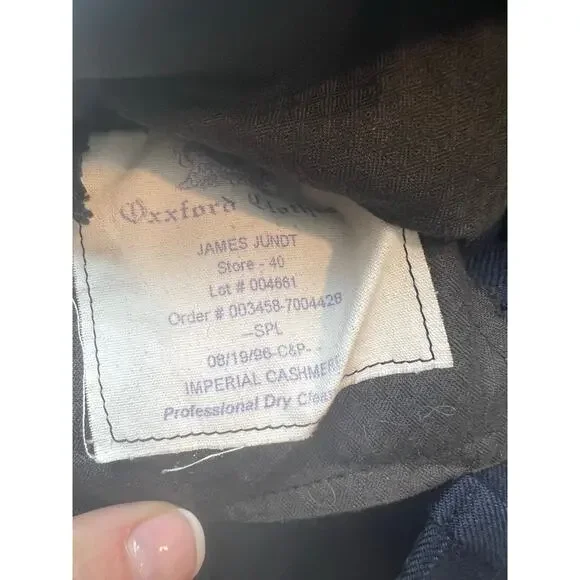 Oxxford Clothes
JAMES JUNDT
Store - 40
Lot # 004661
Order # 003458-7004428
--SPL
08/19/96-C&P-
IMPERIAL CASHMERE
Professional Dry Clean